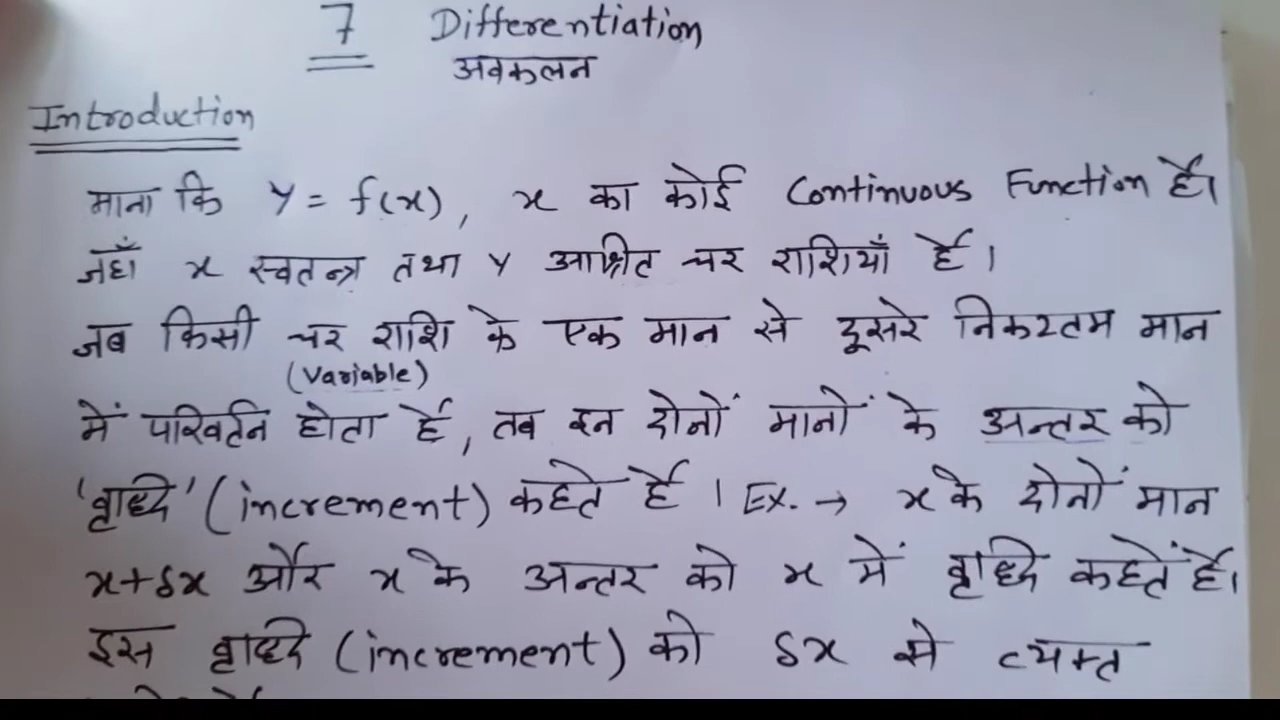 7 Differentiation
अवकलन
Introduction
माना कि y = f(x), x का कोई Continuous Function है।
जहाँ x स्वतन्त्र तथा y आश्रित चर राशियाँ हैं।
जब किसी चर राशि के एक मान से दूसरे निकटतम मान
(Variable)
में परिवर्तन होता है, तब इन दोनों मानों के अन्तर को
'वृद्धि' (increment) कहते हैं। Ex. → x के दोनों मान
x+δx और x के अन्तर को x में वृद्धि कहतें हैं।
इस वृद्धि (increment) को δx से व्यक्त